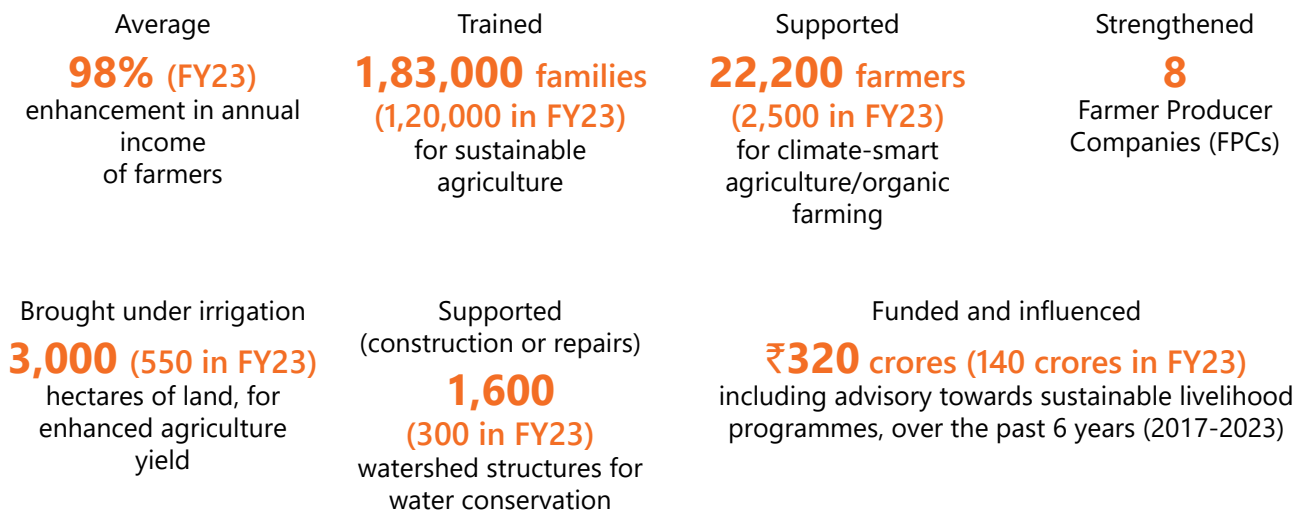 Average
98% (FY23)
enhancement in annual
income
of farmers
Trained
1,83,000 families
(1,20,000 in FY23)
for sustainable
agriculture
Supported
22,200 farmers
(2,500 in FY23)
for climate-smart
agriculture/organic
farming
Strengthened
8
Farmer Producer
Companies (FPCs)
Brought under irrigation
3,000 (550 in FY23)
hectares of land, for
enhanced agriculture
yield
Supported
(construction or repairs)
1,600
(300 in FY23)
watershed structures for
water conservation
Funded and influenced
₹320 crores (140 crores in FY23)
including advisory towards sustainable livelihood
programmes, over the past 6 years (2017-2023)